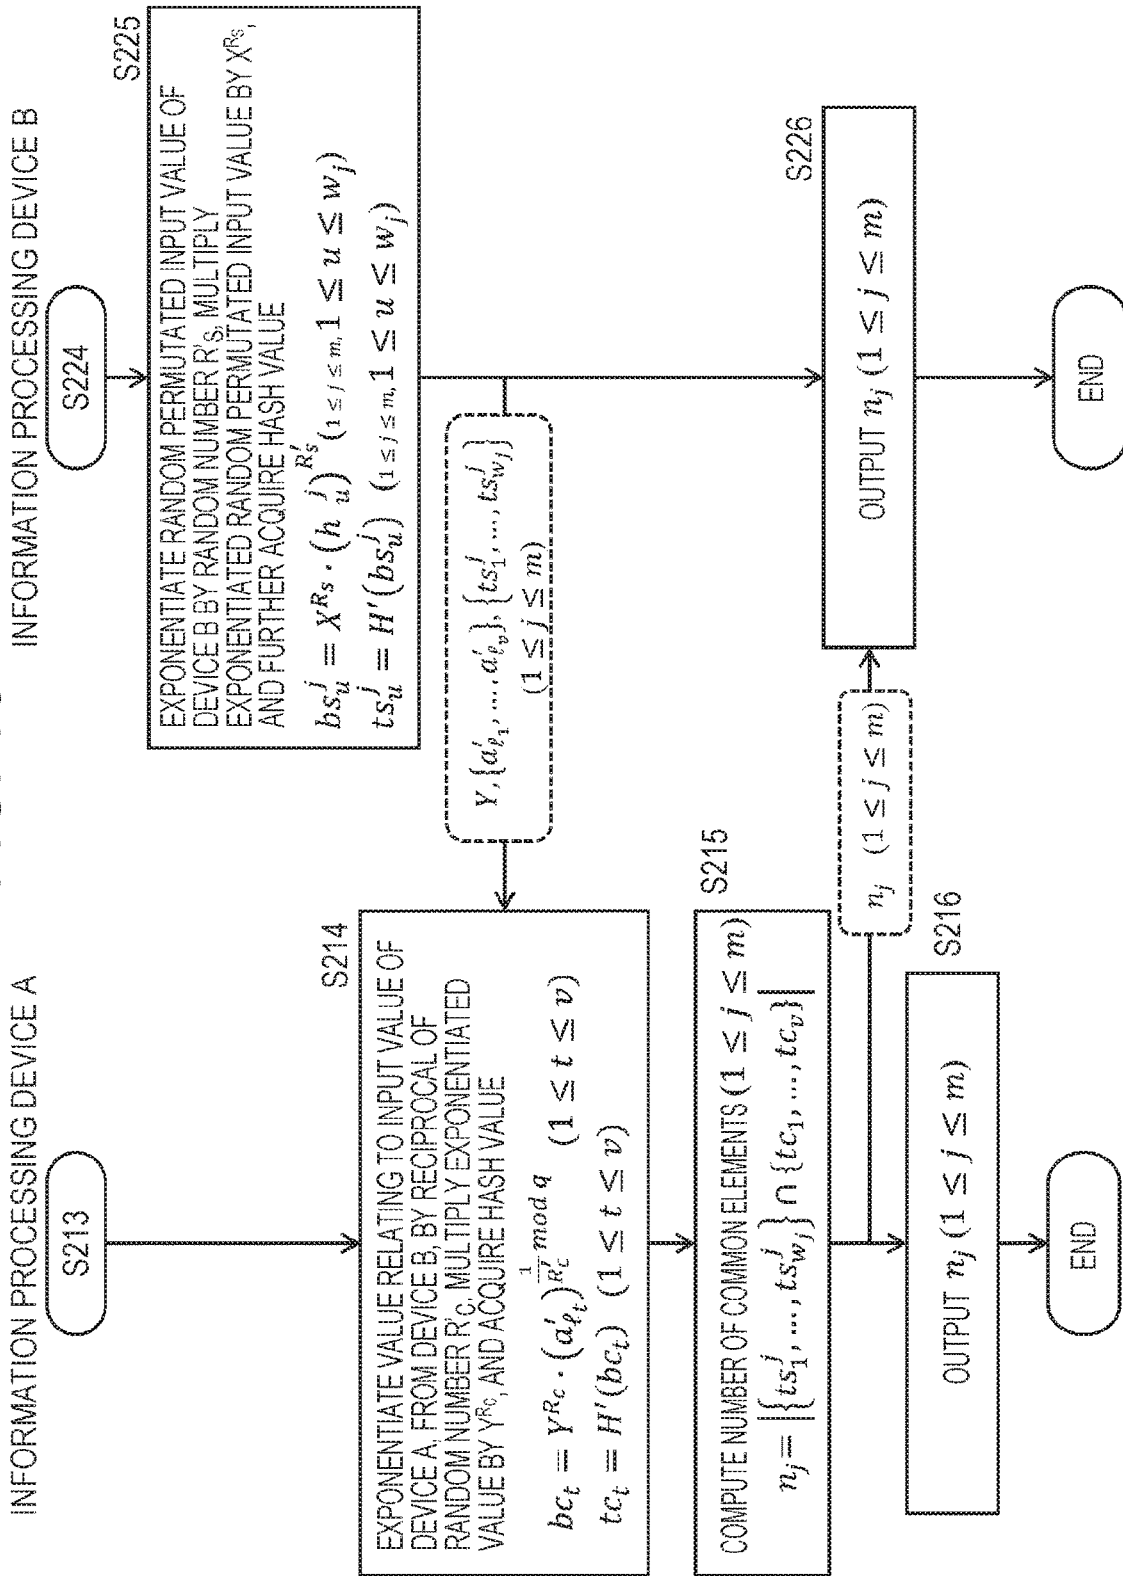 INFORMATION PROCESSING DEVICE A
S213
S214
EXPONENTIATE VALUE RELATING TO INPUT VALUE OF
DEVICE A, FROM DEVICE B, BY RECIPROCAL OF
RANDOM NUMBER R'C, MULTIPLY EXPONENTIATED
VALUE BY Y^{R_C}, AND ACQUIRE HASH VALUE
bc_t = Y^{R_C} · (a'_{ℓ_t})^{\frac{1}{R'_C} mod q} (1 ≤ t ≤ v)
tc_t = H'(bc_t) (1 ≤ t ≤ v)
S215
COMPUTE NUMBER OF COMMON ELEMENTS (1 ≤ j ≤ m)
n_j = |{ts_1^j, ..., ts_{w_j}^j} ∩ {tc_1, ..., tc_v}|
S216
OUTPUT n_j (1 ≤ j ≤ m)
END
INFORMATION PROCESSING DEVICE B
S224
S225
EXPONENTIATE RANDOM PERMUTATED INPUT VALUE OF
DEVICE B BY RANDOM NUMBER R'S, MULTIPLY
EXPONENTIATED RANDOM PERMUTATED INPUT VALUE BY X^{R_S},
AND FURTHER ACQUIRE HASH VALUE
bs_u^j = X^{R_S} · (h_u^j)^{R'_S} (1 ≤ j ≤ m, 1 ≤ u ≤ w_j)
ts_u^j = H'(bs_u^j) (1 ≤ j ≤ m, 1 ≤ u ≤ w_j)
Y, {a'_{ℓ_1}, ..., a'_{ℓ_v}}, {ts_1^j, ..., ts_{w_j}^j}
(1 ≤ j ≤ m)
n_j (1 ≤ j ≤ m)
S226
OUTPUT n_j (1 ≤ j ≤ m)
END